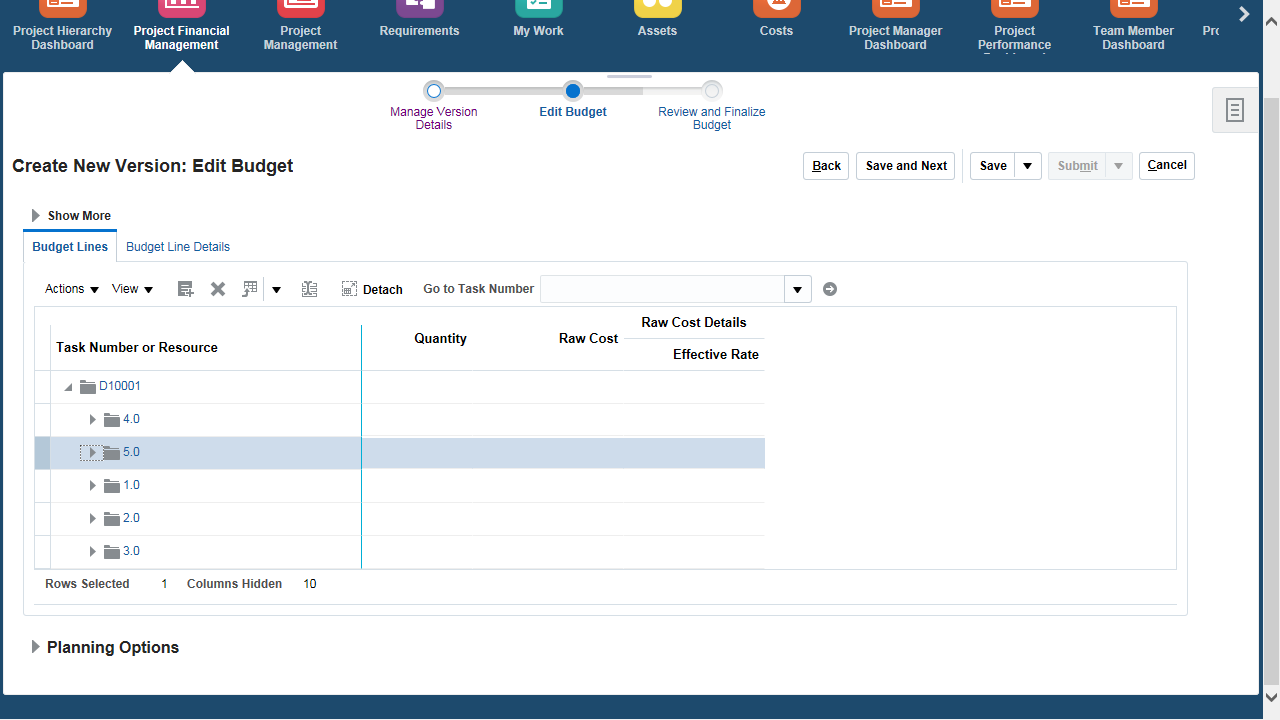 Project Hierarchy
Dashboard
Project Financial
Management
Project
Management
Requirements
My Work
Assets
Costs
Project Manager
Dashboard
Project
Performance
Team Member
Dashboard
Manage Version
Details
Edit Budget
Review and Finalize
Budget
Create New Version: Edit Budget
Back
Save and Next
Save
Submit
Cancel
Show More
Budget Lines
Budget Line Details
Actions
View
Detach
Go to Task Number
Task Number or Resource
Quantity
Raw Cost
Raw Cost Details
Effective Rate
D10001
4.0
5.0
1.0
2.0
3.0
Rows Selected 1 Columns Hidden 10
Planning Options